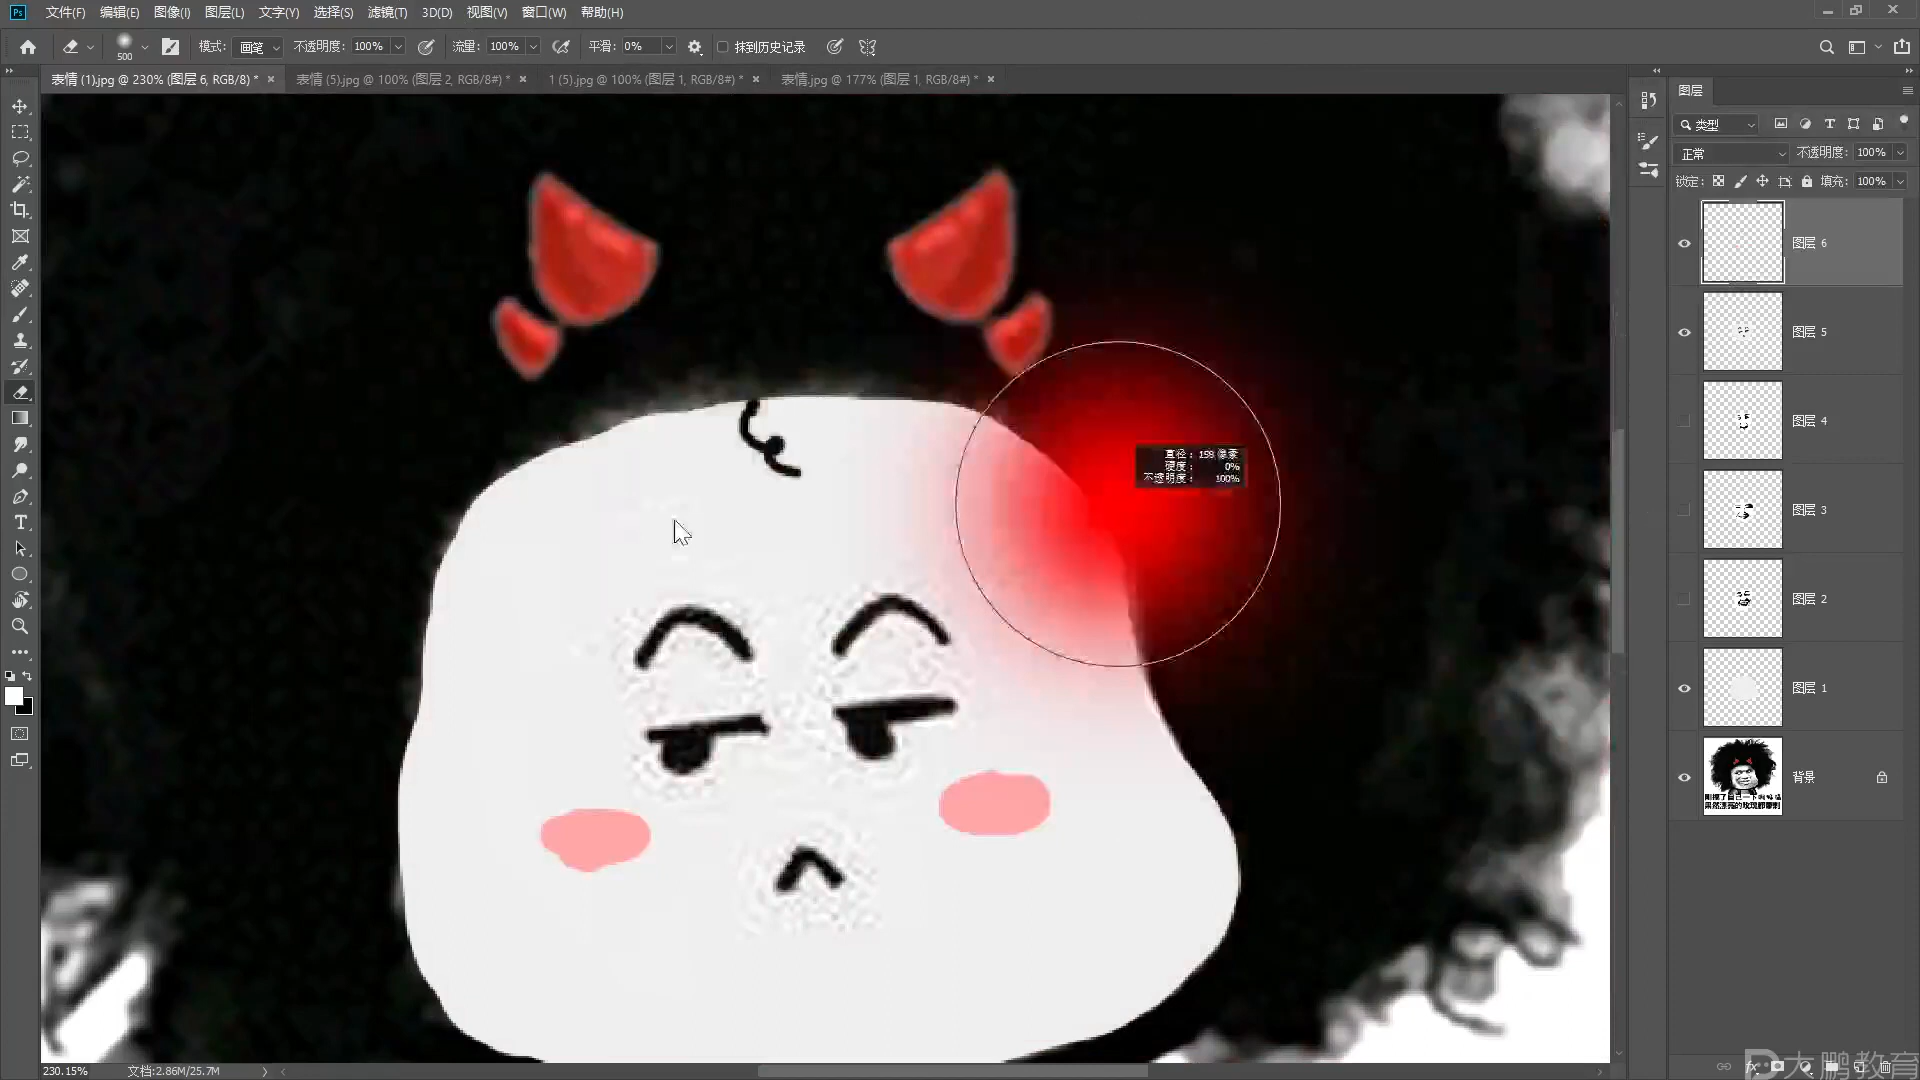 Ps 文件(F) 编辑(E) 图像(I) 图层(L) 文字(Y) 选择(S) 滤镜(T) 3D(D) 视图(V) 窗口(W) 帮助(H)
500 模式: 画笔 不透明度: 100% 流量: 100% 平滑: 0% 抹到历史记录
表情 (1).jpg @ 230% (图层 6, RGB/8) * × 表情 (5).jpg @ 100% (图层 2, RGB/8#) * × 1 (5).jpg @ 100% (图层 1, RGB/8#) * × 表情.jpg @ 177% (图层 1, RGB/8#) * ×
图层
类型
正常 不透明度: 100%
锁定: 填充: 100%
图层 6
图层 5
图层 4
图层 3
图层 2
图层 1
背景
直径: 159 像素
硬度: 0%
不透明度: 100%
230.15% 文档:2.86M/25.7M
大鹏教育